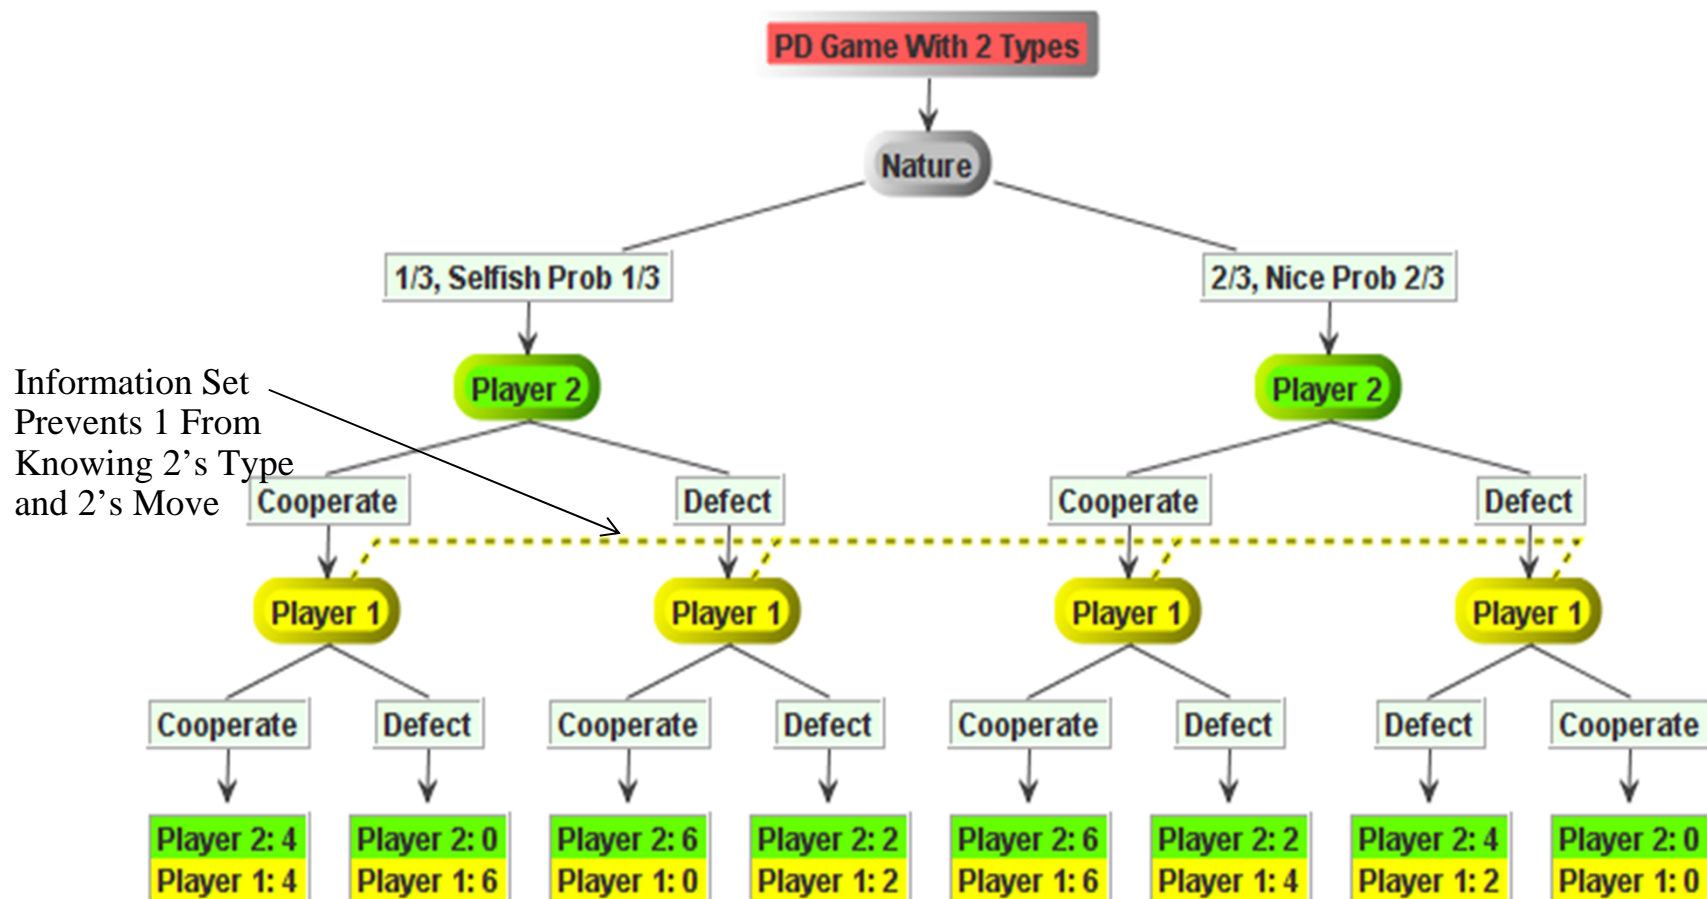 PD Game With 2 Types
Nature
1/3, Selfish Prob 1/3
2/3, Nice Prob 2/3
Information Set
Prevents 1 From
Knowing 2’s Type
and 2’s Move
Player 2
Player 2
Cooperate
Defect
Cooperate
Defect
Player 1
Player 1
Player 1
Player 1
Cooperate
Defect
Cooperate
Defect
Cooperate
Defect
Defect
Cooperate
Player 2: 4
Player 1: 4
Player 2: 0
Player 1: 6
Player 2: 6
Player 1: 0
Player 2: 2
Player 1: 2
Player 2: 6
Player 1: 6
Player 2: 2
Player 1: 4
Player 2: 4
Player 1: 2
Player 2: 0
Player 1: 0